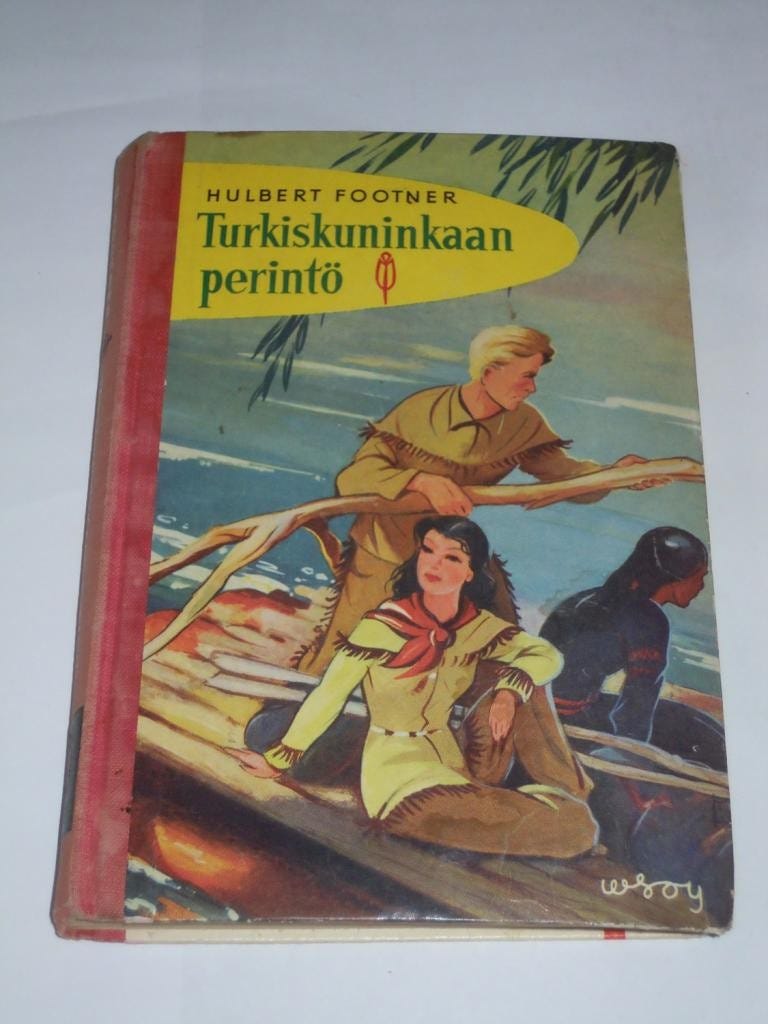 HULBERT FOOTNER
Turkiskuninkaan
perintö
wsoy